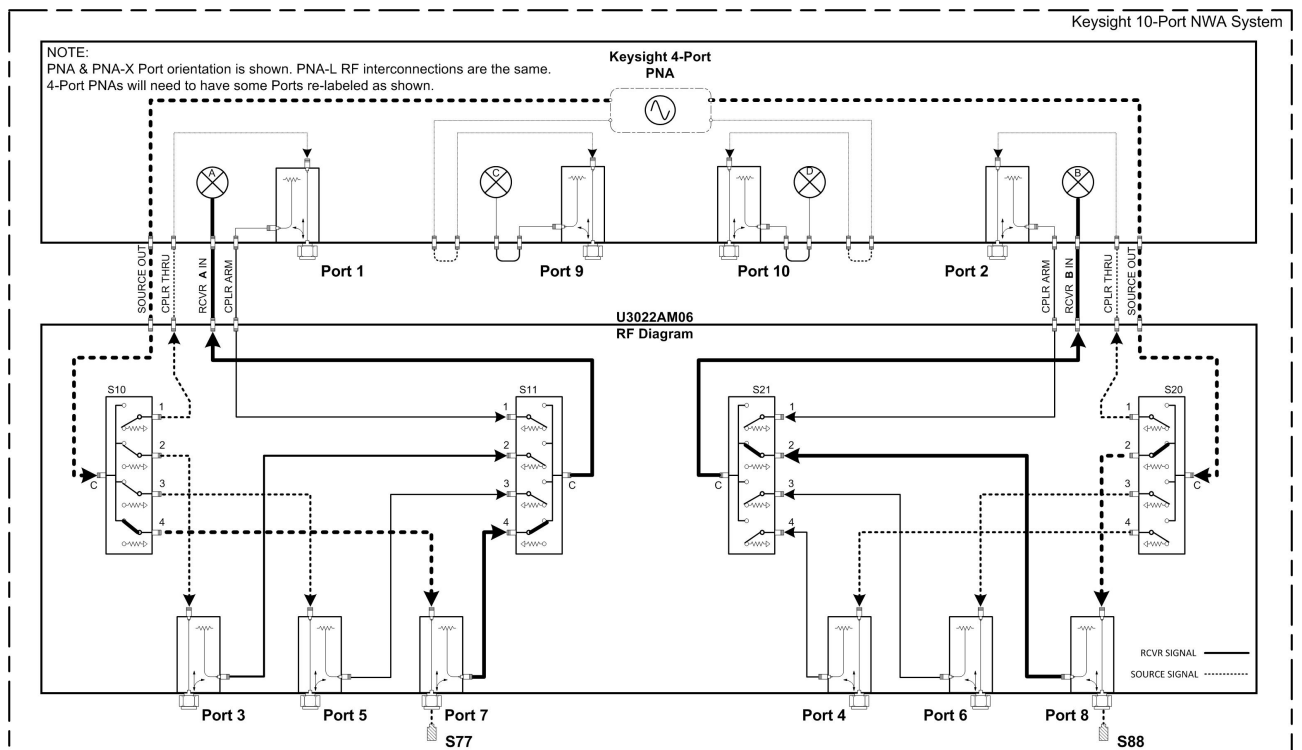 Keysight 10-Port NWA System
NOTE:
PNA & PNA-X Port orientation is shown. PNA-L RF interconnections are the same.
4-Port PNAs will need to have some Ports re-labeled as shown.
Keysight 4-Port
PNA
A
C
D
B
Port 1
Port 9
Port 10
Port 2
SOURCE OUT
CPLR THRU
RCVR A IN
CPLR ARM
CPLR ARM
RCVR B IN
CPLR THRU
SOURCE OUT
U3022AM06
RF Diagram
S10
1
2
3
4
C
S11
1
2
3
4
C
S21
1
2
3
4
C
S20
1
2
3
4
C
RCVR SIGNAL
SOURCE SIGNAL
Port 3
Port 5
Port 7
Port 4
Port 6
Port 8
S77
S88